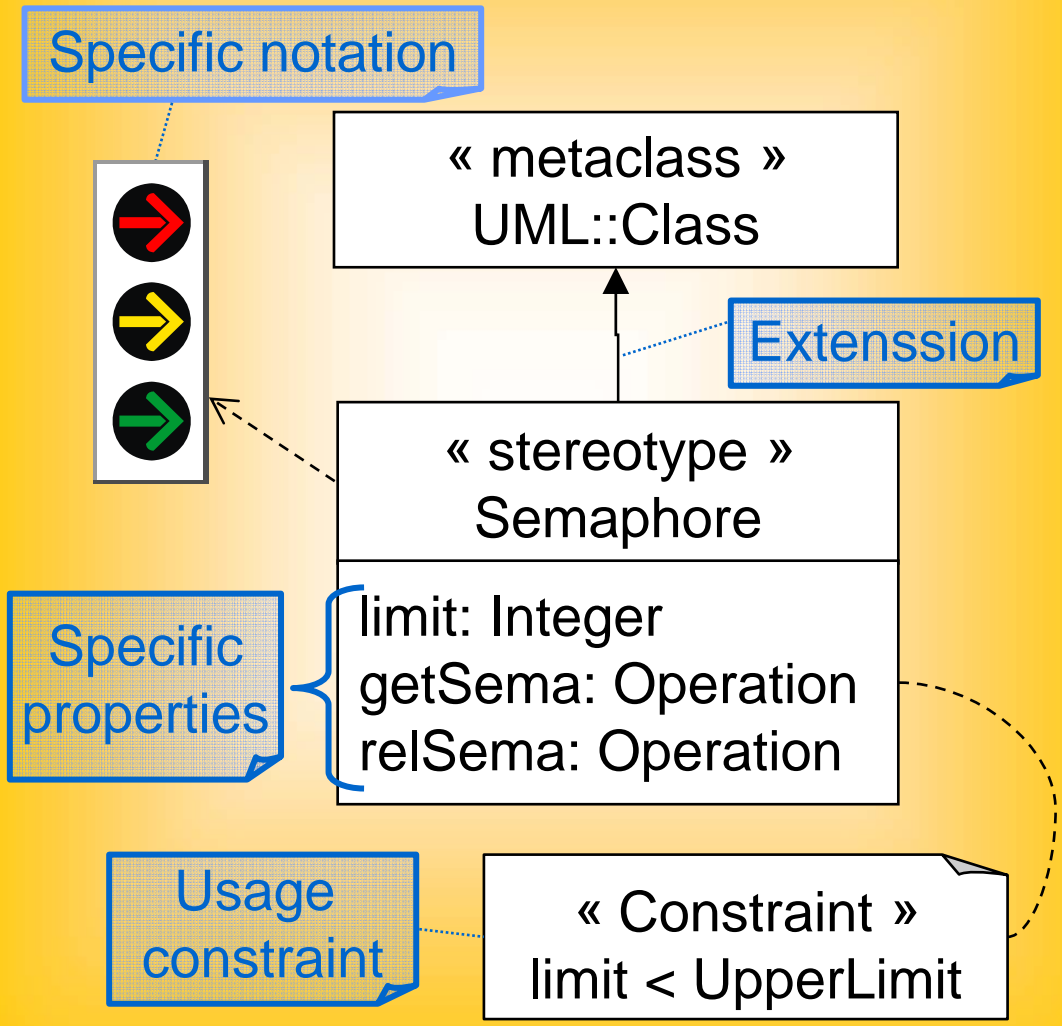 Specific notation
« metaclass »
UML::Class
Extenssion
« stereotype »
Semaphore
Specific
properties
limit: Integer
getSema: Operation
relSema: Operation
Usage
constraint
« Constraint »
limit < UpperLimit